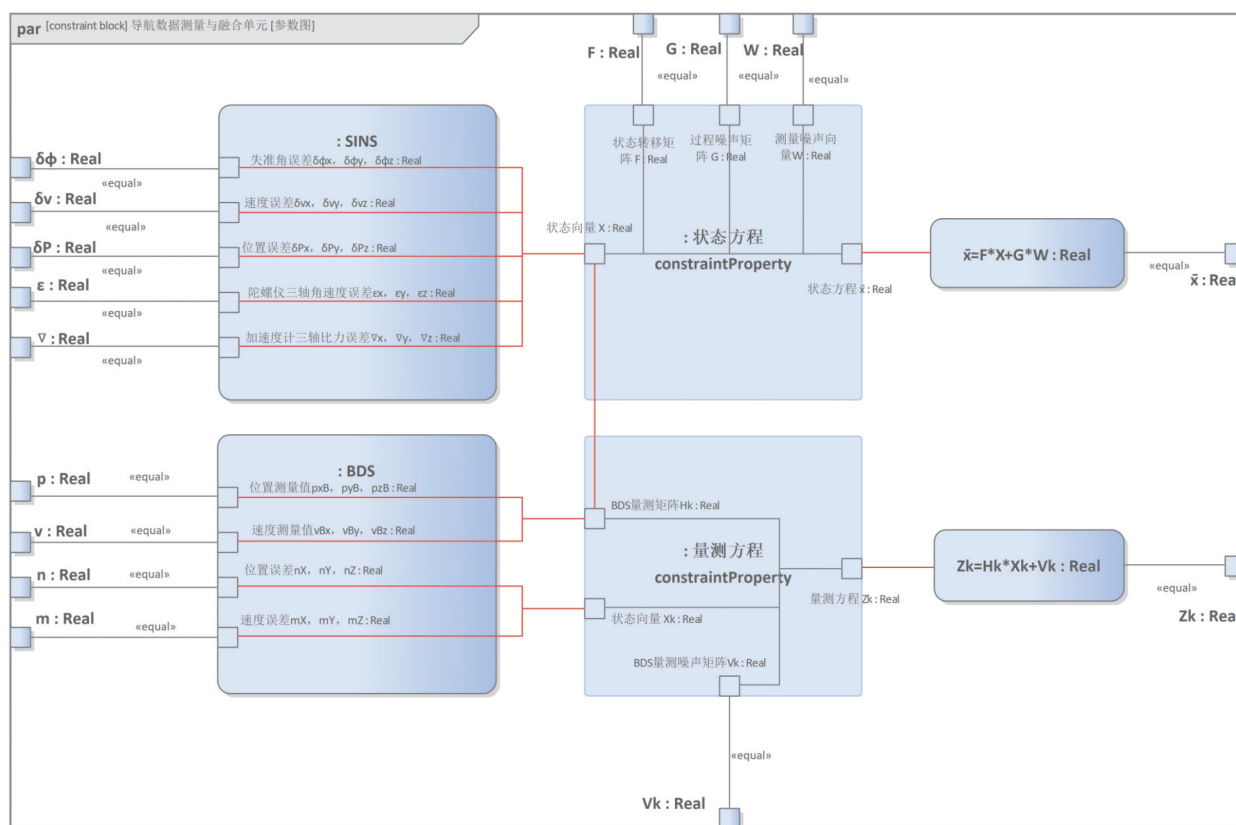 par [constraint block] 导航数据测量与融合单元 [参数图]
F : Real
G : Real
W : Real
«equal»
«equal»
«equal»
: SINS
δφ : Real
«equal»
失准角误差δφx, δφy, δφz : Real
δv : Real
«equal»
速度误差δvx, δvy, δvz : Real
δP : Real
«equal»
位置误差δPx, δPy, δPz : Real
ε : Real
«equal»
陀螺仪三轴角速度误差εx, εy, εz : Real
∇ : Real
«equal»
加速度计三轴比力误差∇x, ∇y, ∇z : Real
状态转移矩
阵 F : Real
过程噪声矩
阵 G : Real
测量噪声向
量W : Real
状态向量 X : Real
: 状态方程
constraintProperty
状态方程 x̄ : Real
x̄=F*X+G*W : Real
«equal»
x̄ : Real
: BDS
p : Real
«equal»
位置测量值pxB, pyB, pzB : Real
v : Real
«equal»
速度测量值vBx, vBy, vBz : Real
n : Real
«equal»
位置误差nX, nY, nZ : Real
m : Real
«equal»
速度误差mX, mY, mZ : Real
BDS量测矩阵Hk : Real
: 量测方程
constraintProperty
量测方程 Zk : Real
状态向量 Xk : Real
BDS量测噪声矩阵Vk : Real
Zk=Hk*Xk+Vk : Real
«equal»
Zk : Real
«equal»
Vk : Real